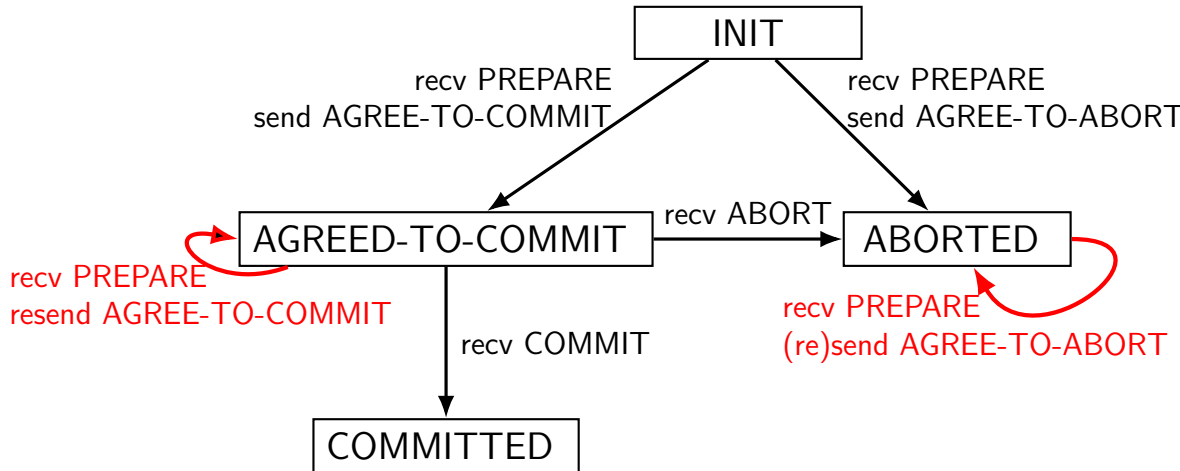 INIT
recv PREPARE
send AGREE-TO-COMMIT
recv PREPARE
send AGREE-TO-ABORT
AGREED-TO-COMMIT
recv ABORT
ABORTED
recv PREPARE
resend AGREE-TO-COMMIT
recv PREPARE
(re)send AGREE-TO-ABORT
recv COMMIT
COMMITTED